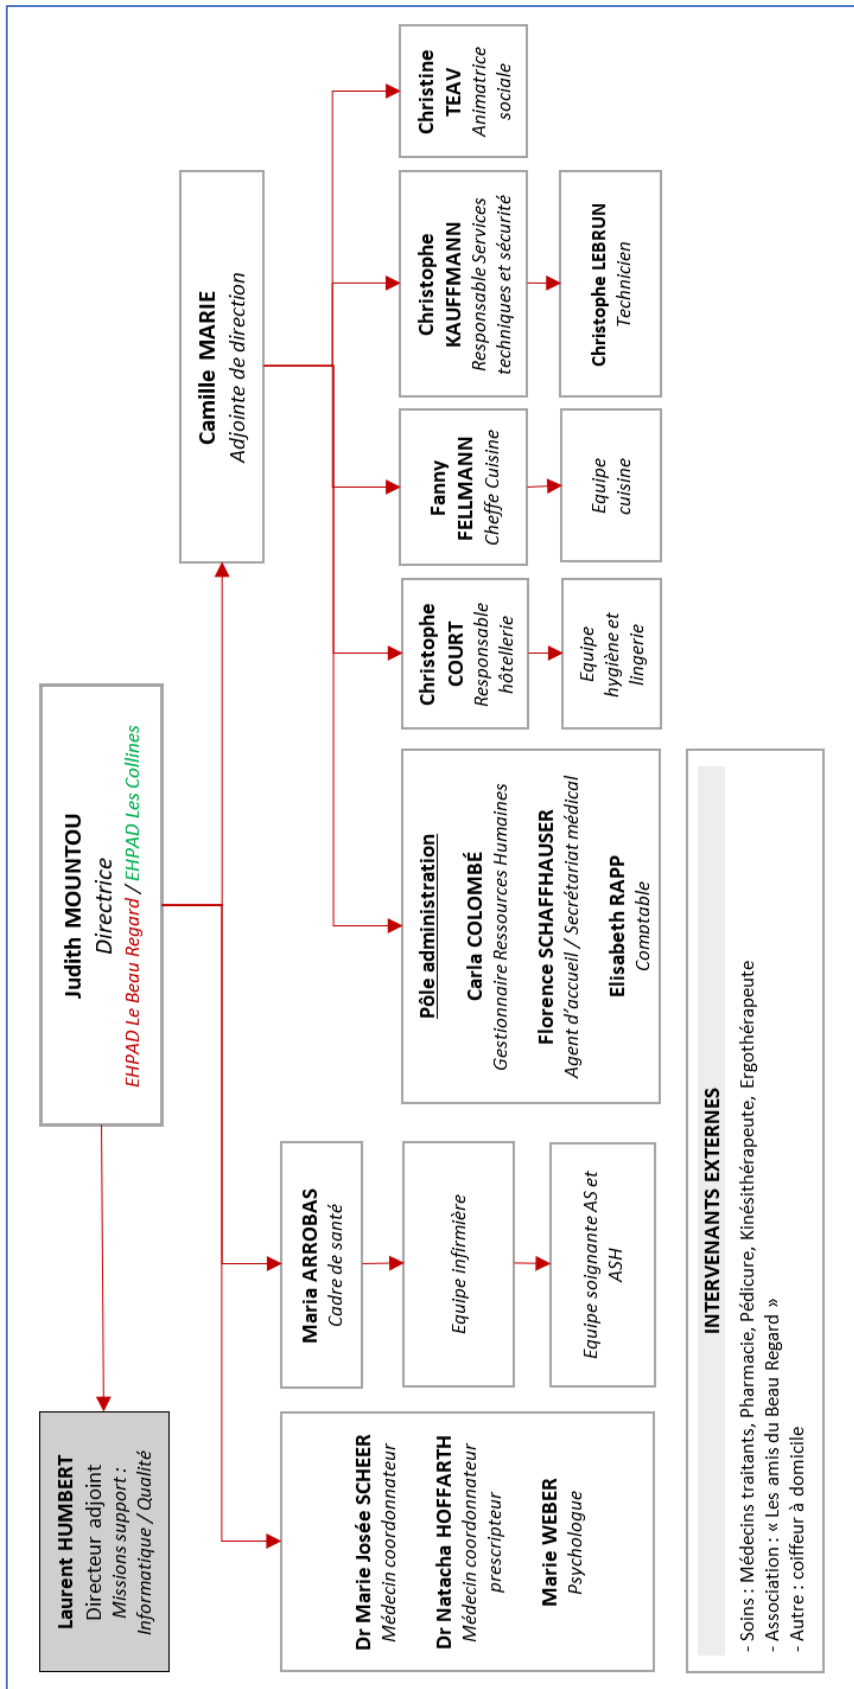 Laurent HUMBERT
Directeur adjoint
Missions support :
Informatique / Qualité
Judith MOUNTOU
Directrice
EHPAD Le Beau Regard / EHPAD Les Collines
Camille MARIE
Adjointe de direction
Dr Marie Josée SCHEER
Médecin coordonnateur
Dr Natacha HOFFARTH
Médecin coordonnateur
prescripteur
Marie WEBER
Psychologue
Maria ARROBAS
Cadre de santé
Equipe infirmière
Equipe soignante AS et
ASH
Pôle administration
Carla COLOMBÉ
Gestionnaire Ressources Humaines
Florence SCHAFFHAUSER
Agent d'accueil / Secrétariat médical
Elisabeth RAPP
Comptable
Christophe
COURT
Responsable
hôtellerie
Equipe
hygiène et
lingerie
Fanny
FELLMANN
Cheffe Cuisine
Equipe
cuisine
Christophe
KAUFFMANN
Responsable Services
techniques et sécurité
Christophe LEBRUN
Technicien
Christine
TEAV
Animatrice
sociale
INTERVENANTS EXTERNES
- Soins : Médecins traitants, Pharmacie, Pédicure, Kinésithérapeute, Ergothérapeute
- Association : « Les amis du Beau Regard »
- Autre : coiffeur à domicile